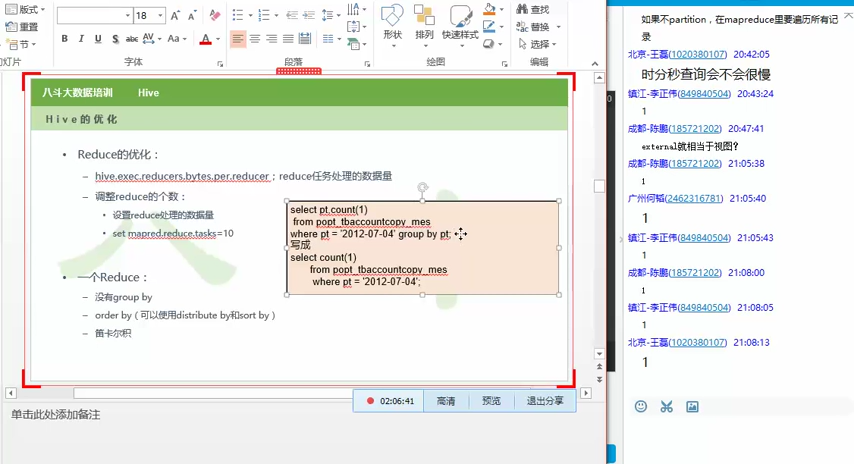 版式
重置
节
18
A A
B I U S abc AV Aa A
字体
段落
形状
排列
快速样式
绘图
查找
替换
选择
编辑
幻灯片
八斗大数据培训 Hive
Hive的优化
• Reduce的优化：
– hive.exec.reducers.bytes.per.reducer；reduce任务处理的数据量
– 调整reduce的个数：
• 设置reduce处理的数据量
• set mapred.reduce.tasks=10
select pt,count(1)
from popt_tbaccountcopy_mes
where pt = '2012-07-04' group by pt;
写成
select count(1)
from popt_tbaccountcopy_mes
where pt = '2012-07-04';
• 一个Reduce：
– 没有group by
– order by（可以使用distribute by和sort by）
– 笛卡尔积
02:06:41 高清 预览 退出分享
单击此处添加备注
如果不partition，在mapreduce里要遍历所有记
录
北京-王磊(1020380107) 20:42:05
时分秒查询会不会很慢
镇江-李正伟(849840504) 20:43:24
1
成都-陈鹏(185721202) 20:47:41
external就相当于视图?
成都-陈鹏(185721202) 21:05:38
1
广州何韬(2462316781) 21:05:40
1
镇江-李正伟(849840504) 21:05:43
1
成都-陈鹏(185721202) 21:08:00
1
镇江-李正伟(849840504) 21:08:05
1
北京-王磊(1020380107) 21:08:13
1